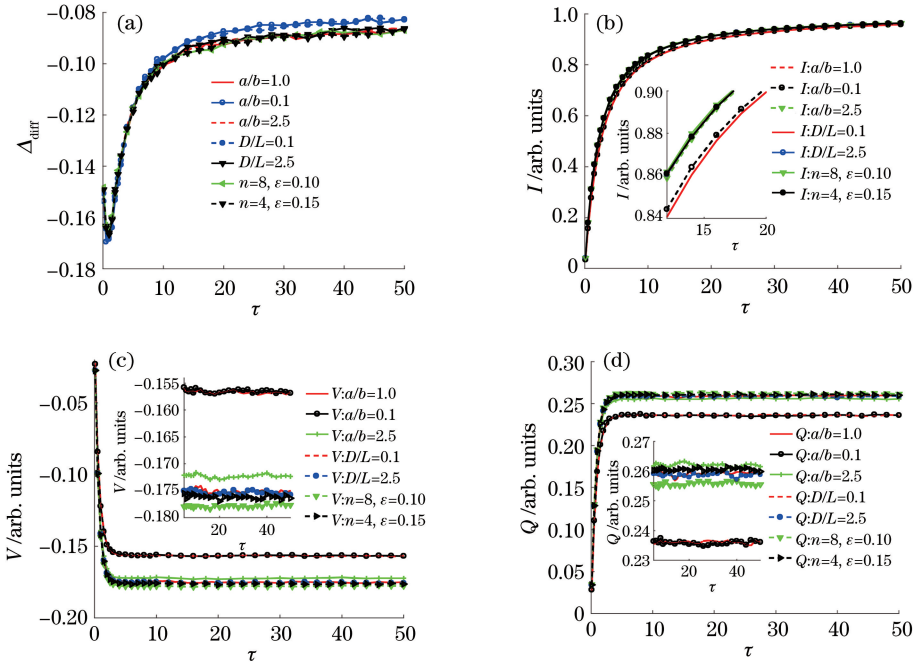 (a)
−0.08
−0.10
−0.12
−0.14
−0.16
−0.18
Δdiff
a/b=1.0
a/b=0.1
a/b=2.5
D/L=0.1
D/L=2.5
n=8, ε=0.10
n=4, ε=0.15
0 10 20 30 40 50
τ
(b)
1.0
0.8
0.6
0.4
0.2
0
I/arb. units
I:a/b=1.0
I:a/b=0.1
I:a/b=2.5
I:D/L=0.1
I:D/L=2.5
I:n=8, ε=0.10
I:n=4, ε=0.15
0.90
0.88
0.86
0.84
I/arb. units
15 20
τ
0 10 20 30 40 50
τ
(c)
−0.05
−0.10
−0.15
−0.20
V/arb. units
−0.155
−0.160
−0.165
−0.170
−0.175
−0.180
V/arb. units
20 40
τ
V:a/b=1.0
V:a/b=0.1
V:a/b=2.5
V:D/L=0.1
V:D/L=2.5
V:n=8, ε=0.10
V:n=4, ε=0.15
0 10 20 30 40 50
τ
(d)
0.30
0.25
0.20
0.15
0.10
0.05
0
Q/arb. units
0.27
0.26
0.25
0.24
0.23
Q/arb. units
20 40
τ
Q:a/b=1.0
Q:a/b=0.1
Q:a/b=2.5
Q:D/L=0.1
Q:D/L=2.5
Q:n=8, ε=0.10
Q:n=4, ε=0.15
0 10 20 30 40 50
τ